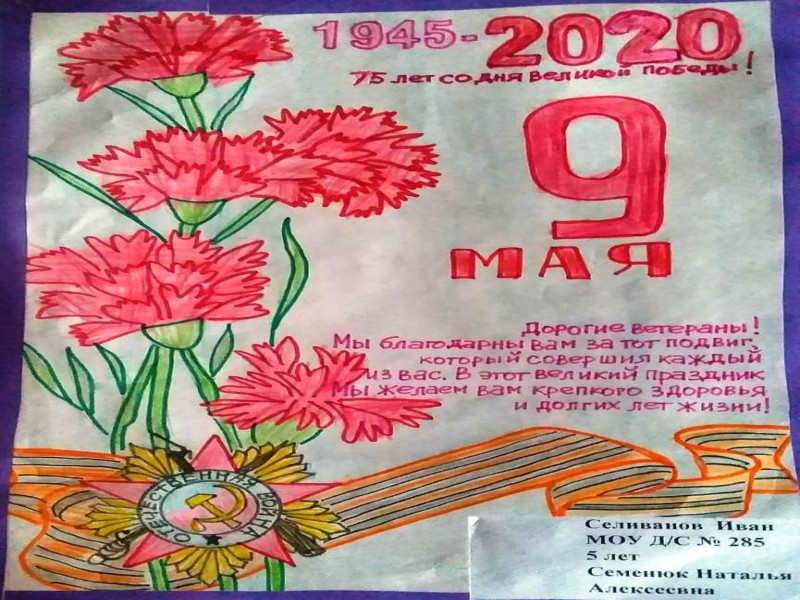 1945-2020
75 лет со дня великой победы!
9
МАЯ
Дорогие ветераны!
Мы благодарны вам за тот подвиг,
который совершил каждый
из вас. В этот великий праздник
Мы желаем вам крепкого здоровья
и долгих лет жизни!
ОТЕЧЕСТВЕННАЯ ВОЙНА
Селиванов Иван
МОУ Д/С № 285
5 лет
Семенюк Наталья
Алексеевна